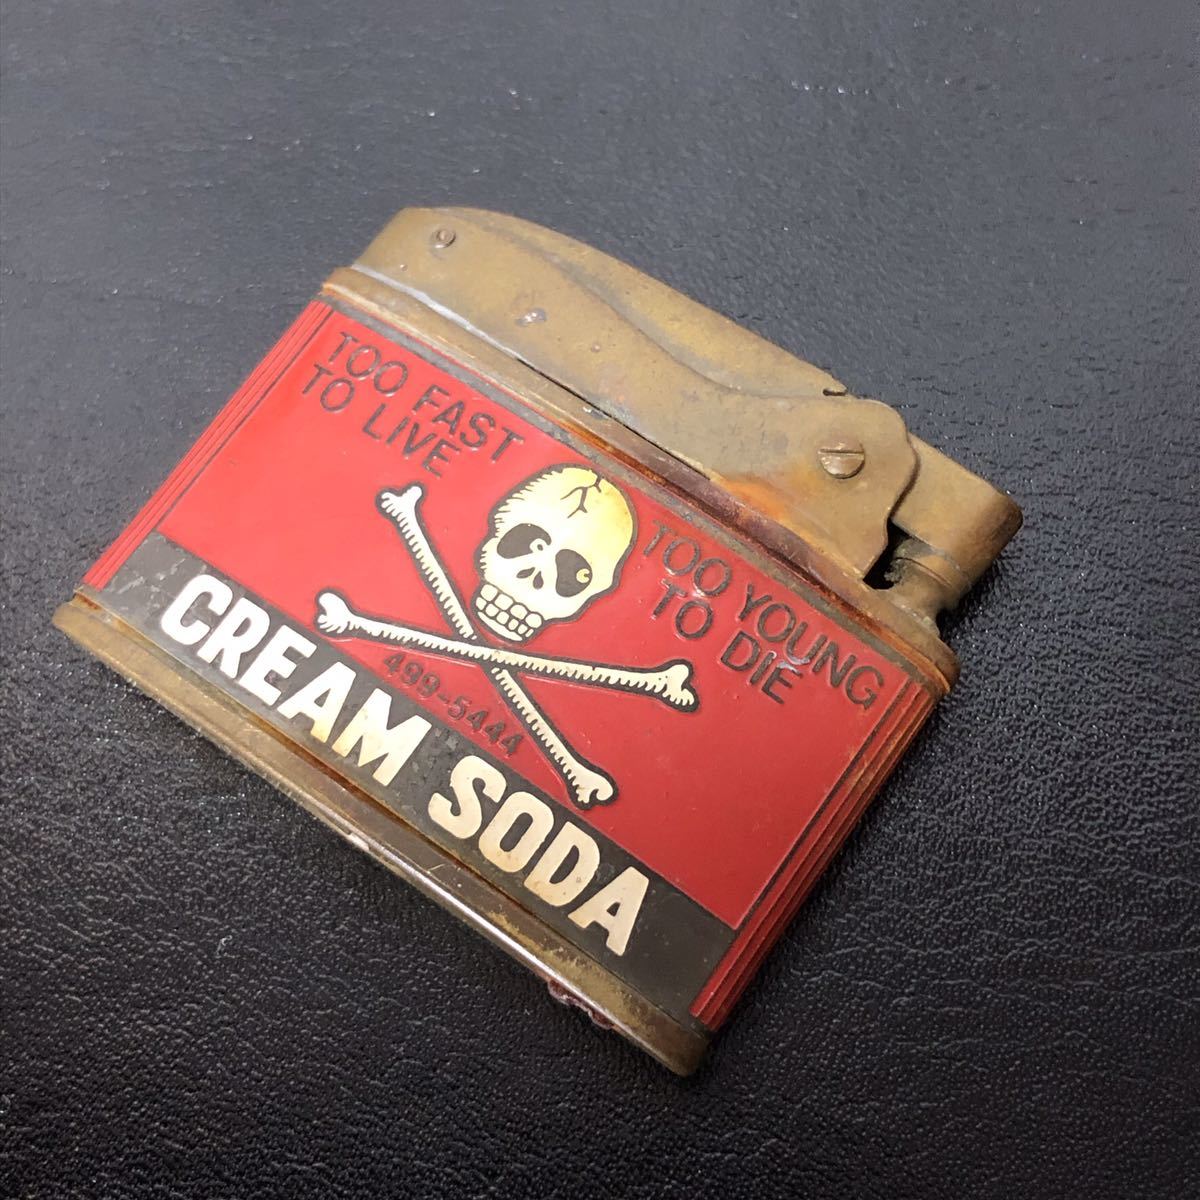 TOO FAST
TO LIVE
TOO YOUNG
TO DIE
499-5444
CREAM SODA